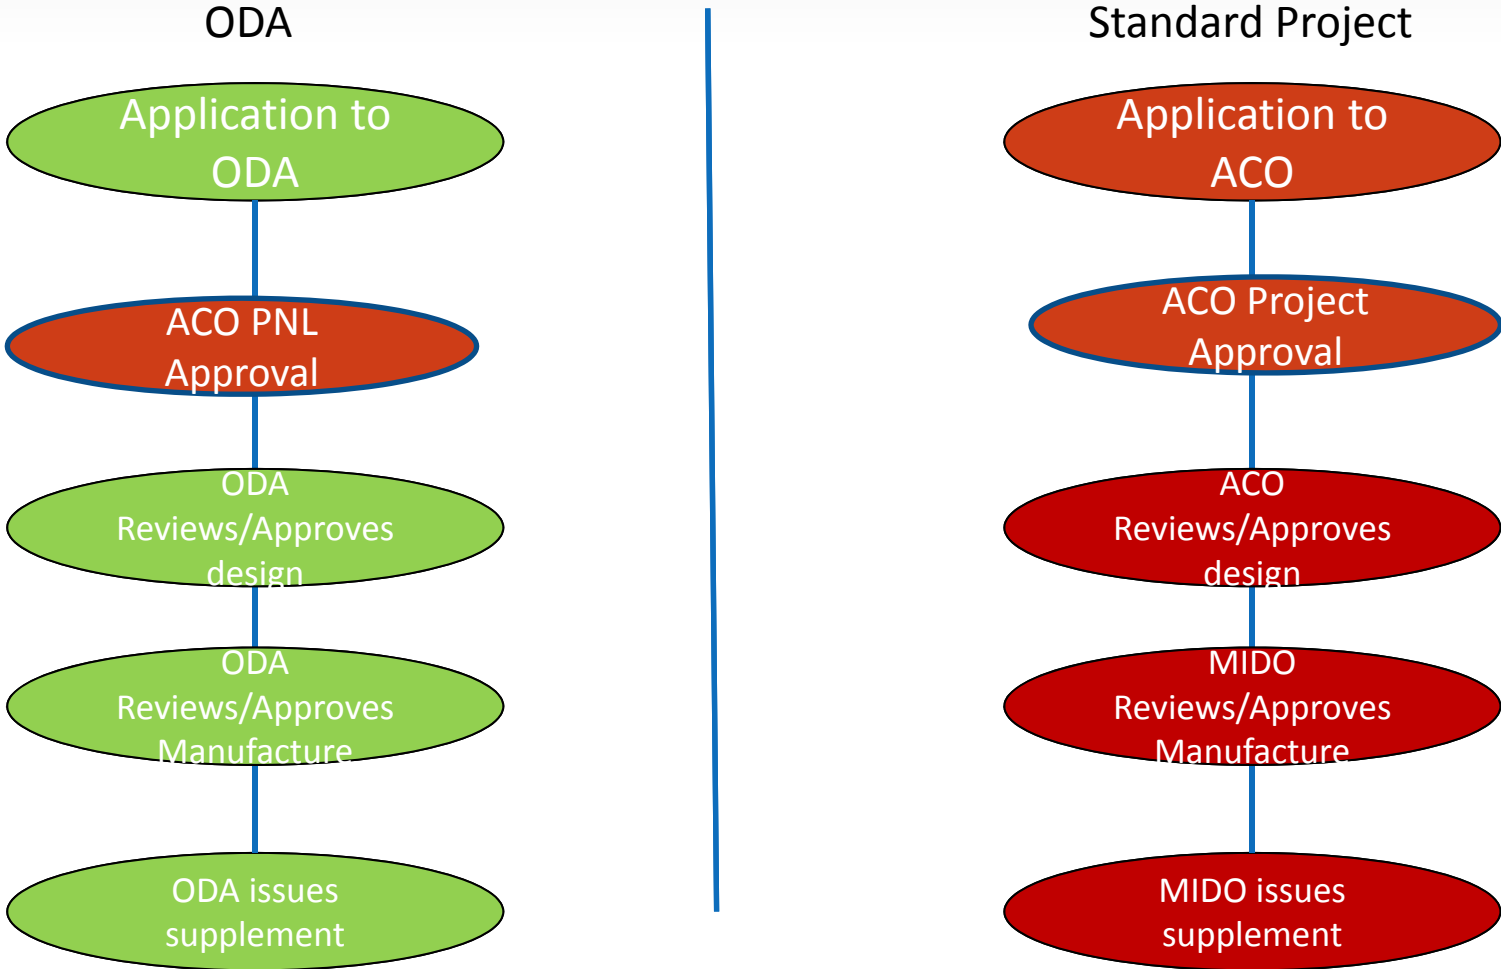 ODA
Application to
ODA
ACO PNL
Approval
ODA
Reviews/Approves
design
ODA
Reviews/Approves
Manufacture
ODA issues
supplement
Standard Project
Application to
ACO
ACO Project
Approval
ACO
Reviews/Approves
design
MIDO
Reviews/Approves
Manufacture
MIDO issues
supplement